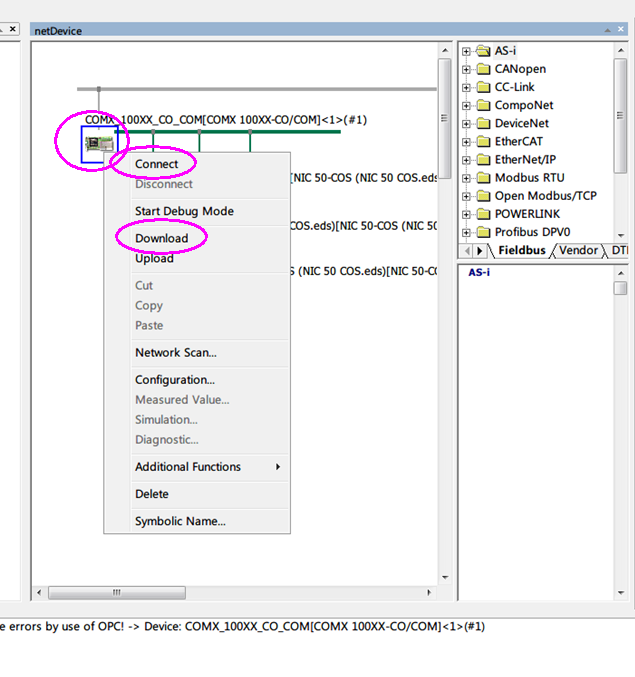 netDevice
COMX_100XX_CO_COM[COMX 100XX-CO/COM]<1>(#1)
Connect
[NIC 50-COS (NIC 50 COS.eds
Disconnect
Start Debug Mode
COS.eds)[NIC 50-COS (NIC 50
Download
Upload
S (NIC 50 COS.eds)[NIC 50-CO
Cut
Copy
Paste
Network Scan...
Configuration...
Measured Value...
Simulation...
Diagnostic...
Additional Functions
Delete
Symbolic Name...
AS-i
CANopen
CC-Link
CompoNet
DeviceNet
EtherCAT
EtherNet/IP
Modbus RTU
Open Modbus/TCP
POWERLINK
Profibus DPV0
Fieldbus Vendor DT
AS-i
e errors by use of OPC! -> Device: COMX_100XX_CO_COM[COMX 100XX-CO/COM]<1>(#1)